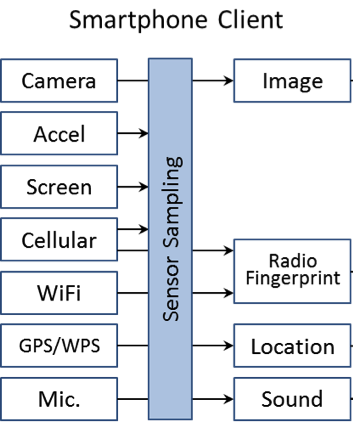 Smartphone Client
Camera
Image
Accel
Screen
Cellular
Sensor Sampling
Radio
Fingerprint
WiFi
GPS/WPS
Location
Mic.
Sound